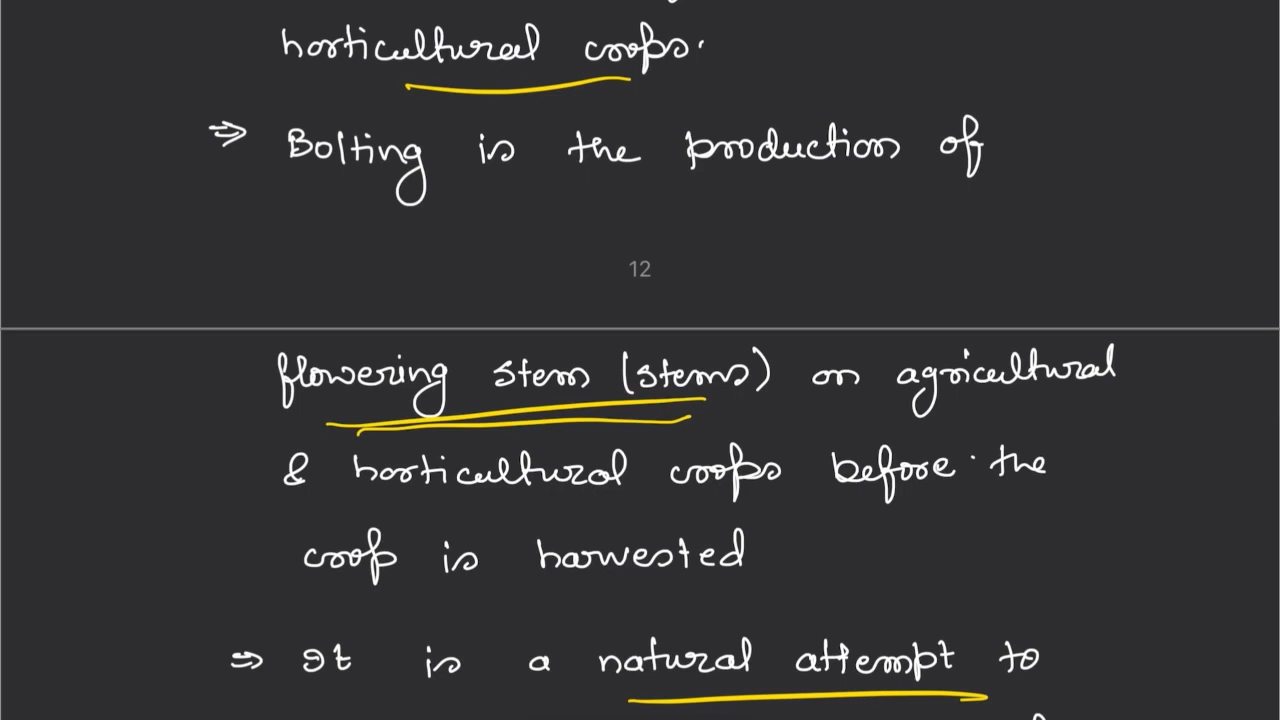 horticultural crops.
⇒ Bolting is the production of
12
flowering stem (stems) on agricultural
& horticultural crops before the
crop is harvested
⇒ It is a natural attempt to